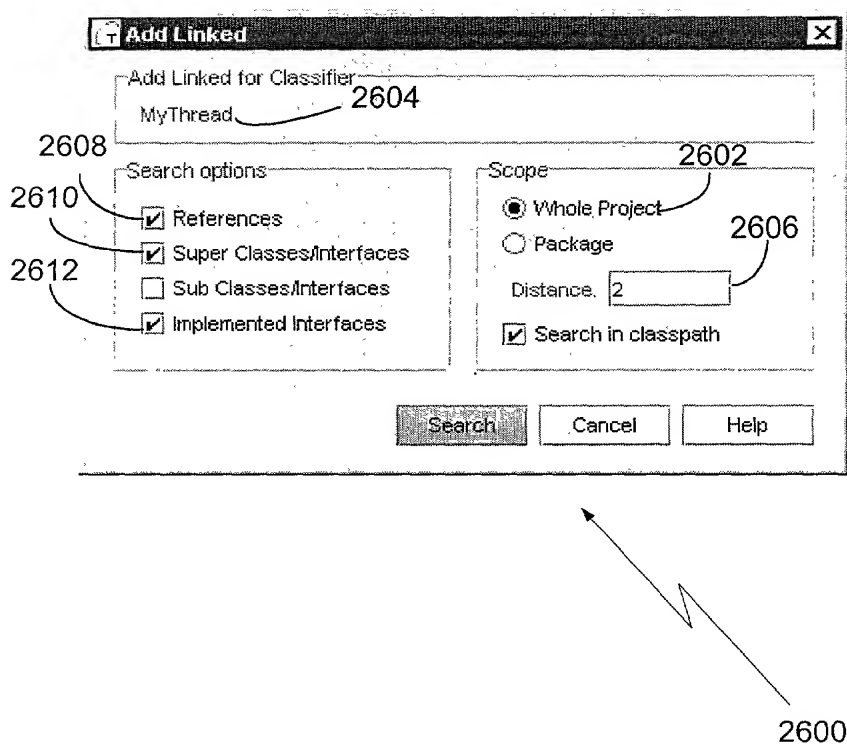 Add Linked
Add Linked for Classifier
MyThread
2604
2608
2610
2612
Search options
References
Super Classes/Interfaces
Sub Classes/Interfaces
Implemented Interfaces
Scope
2602
Whole Project
Package
2606
Distance. 2
Search in classpath
Search Cancel Help
2600